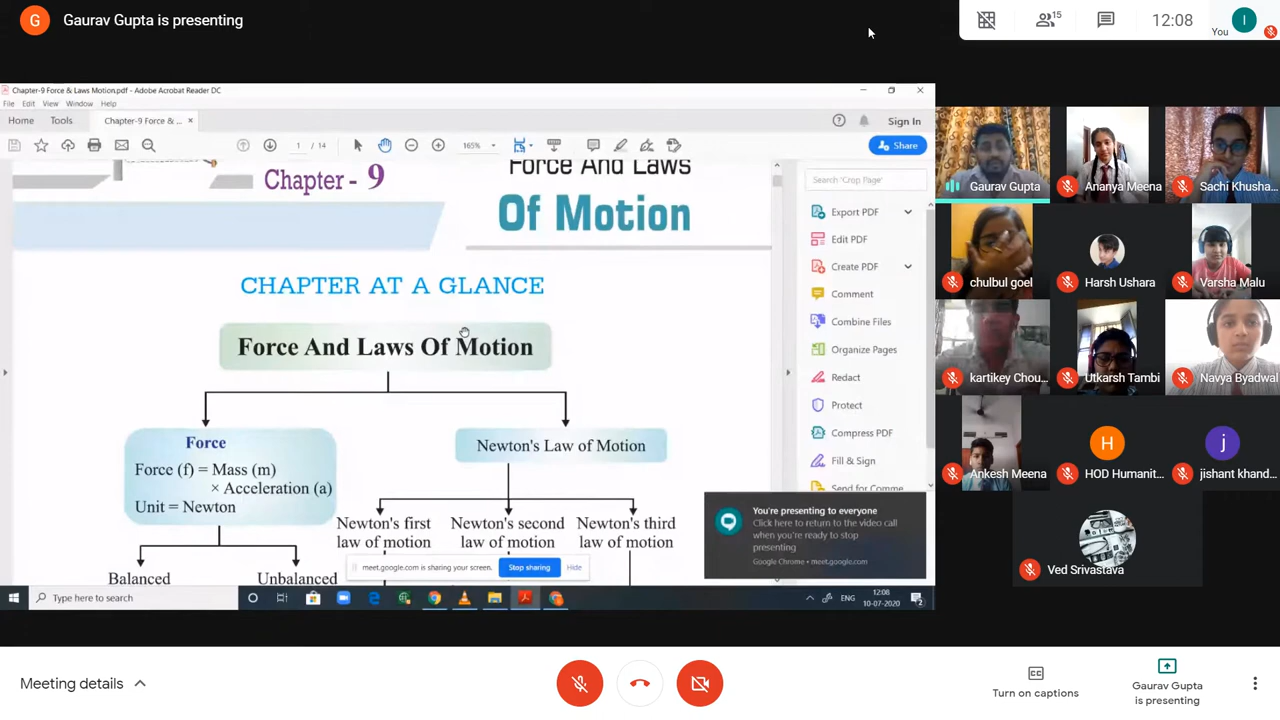 G Gaurav Gupta is presenting
15
12:08
You
I
Chapter-9 Force & Laws Motion.pdf - Adobe Acrobat Reader DC
File Edit View Window Help
Home Tools Chapter-9 Force & ... ×
Sign In
1 / 14
165%
Share
Chapter - 9
Force And Laws
Of Motion
CHAPTER AT A GLANCE
Force And Laws Of Motion
Force
Force (f) = Mass (m)
× Acceleration (a)
Unit = Newton
Newton's Law of Motion
Newton's first
law of motion
Newton's second
law of motion
Newton's third
law of motion
Balanced
Unbalanced
Search 'Crop Page'
Export PDF
Edit PDF
Create PDF
Comment
Combine Files
Organize Pages
Redact
Protect
Compress PDF
Fill & Sign
Send for Comme
You're presenting to everyone
Click here to return to the video call
when you're ready to stop
presenting
Google Chrome • meet.google.com
meet.google.com is sharing your screen.
Stop sharing
Hide
Type here to search
ENG
12:08
10-07-2020
2
Gaurav Gupta
Ananya Meena
Sachi Khusha...
chulbul goel
Harsh Ushara
Varsha Malu
kartikey Chou...
Utkarsh Tambi
Navya Byadwal
Ankesh Meena
H
HOD Humanit...
j
jishant khand...
Ved Srivastava
Meeting details
CC
Turn on captions
Gaurav Gupta
is presenting